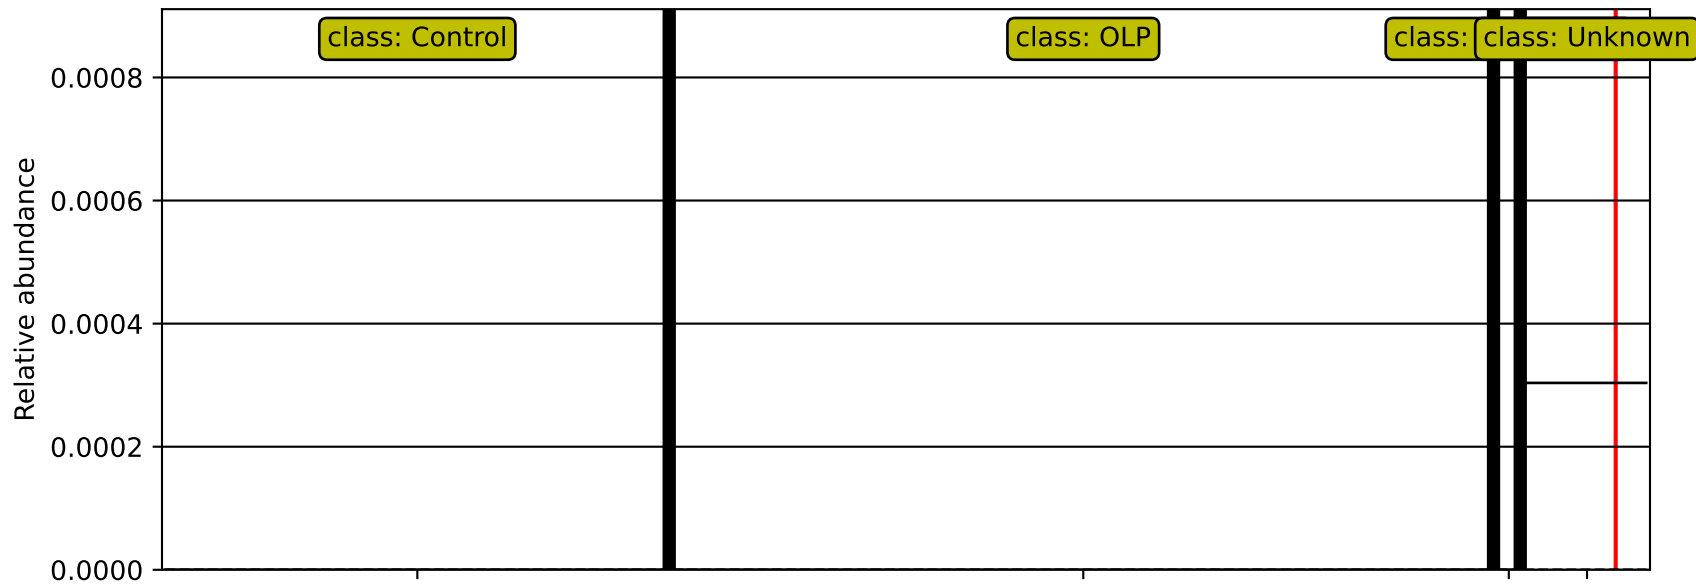 class: Control
class: OLP
class:
class: Unknown
0.0008
0.0006
0.0004
0.0002
0.0000
Relative abundance